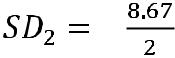 SD₂ = 8.67/2